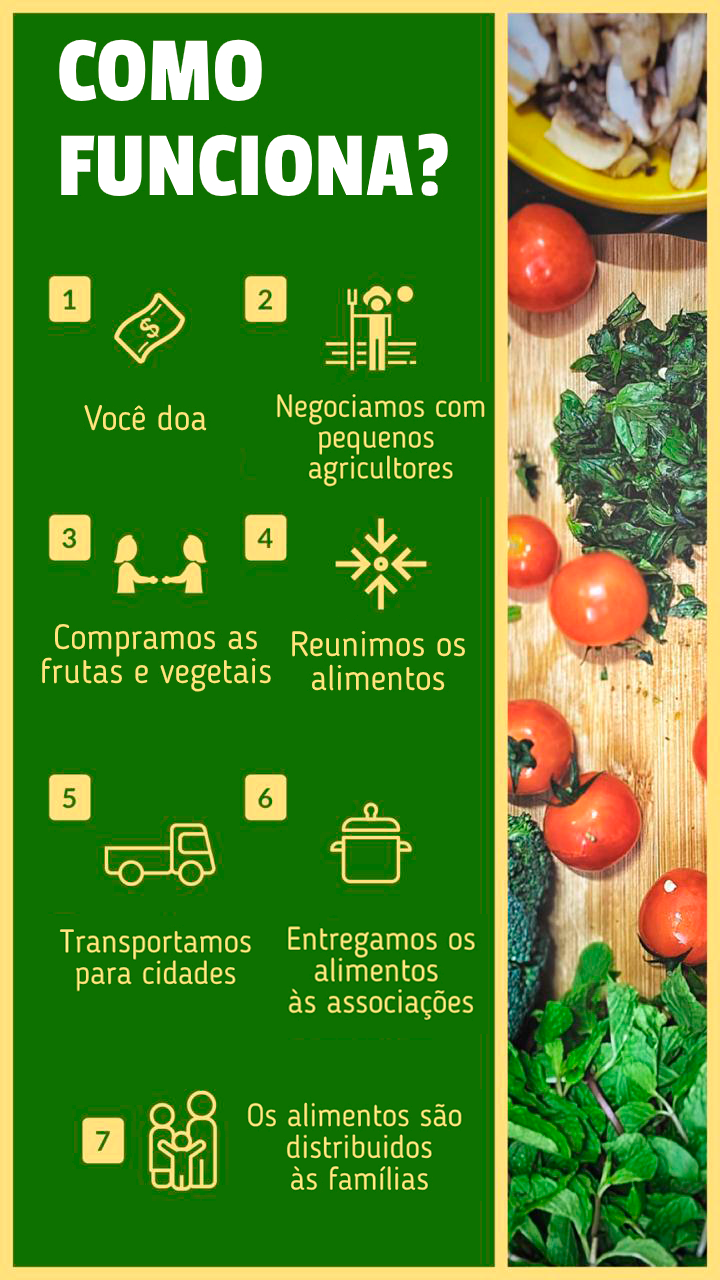 COMO
FUNCIONA?
1
$
Você doa
2
Negociamos com
pequenos
agricultores
3
Compramos as
frutas e vegetais
4
Reunimos os
alimentos
5
Transportamos
para cidades
6
Entregamos os
alimentos
às associações
7
Os alimentos são
distribuidos
às famílias